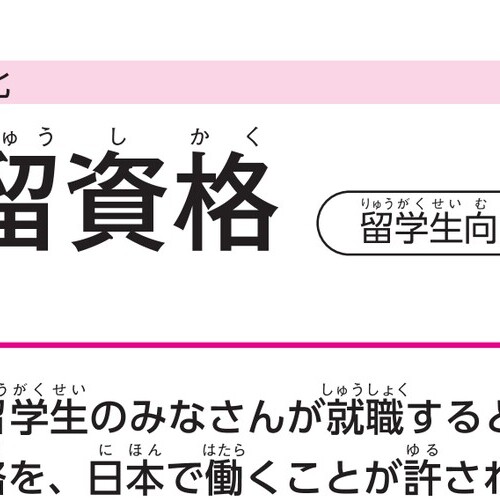 ゅうしかく
留資格
りゅうがくせいむ
留学生向
うがくせい しゅうしょく
留学生のみなさんが就職すると
にほん はたら ゆる
格を、日本で働くことが許され